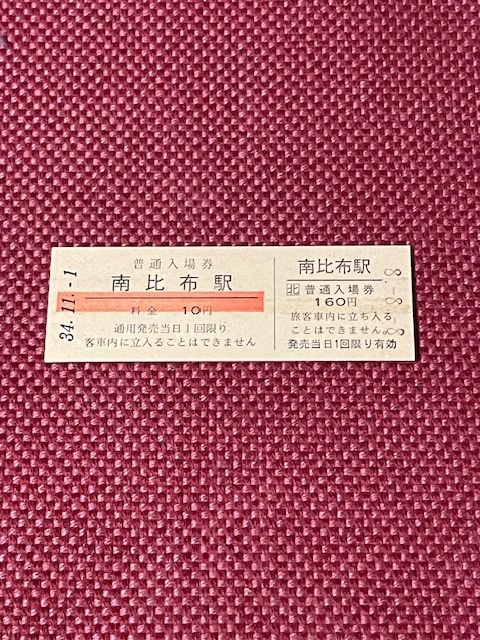 34.11.-1
普通入場券
南比布駅
料金 10円
通用発売当日1回限り
客車内に立入ることはできません
南比布駅
北 普通入場券
160円
旅客車内に立ち入る
ことはできません。
発売当日1回限り有効
8.-8.-8